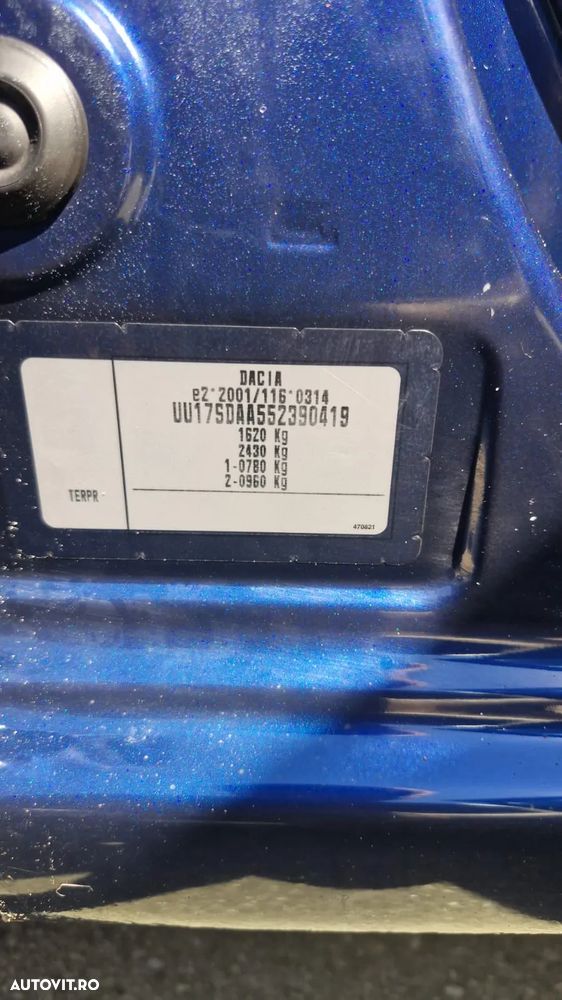 DACIA
e2*2001/116*0314
UU17SDAA552390419
1620 Kg
2430 Kg
1-0780 Kg
2-0960 Kg
TERPR
470821
AUTOVIT.RO